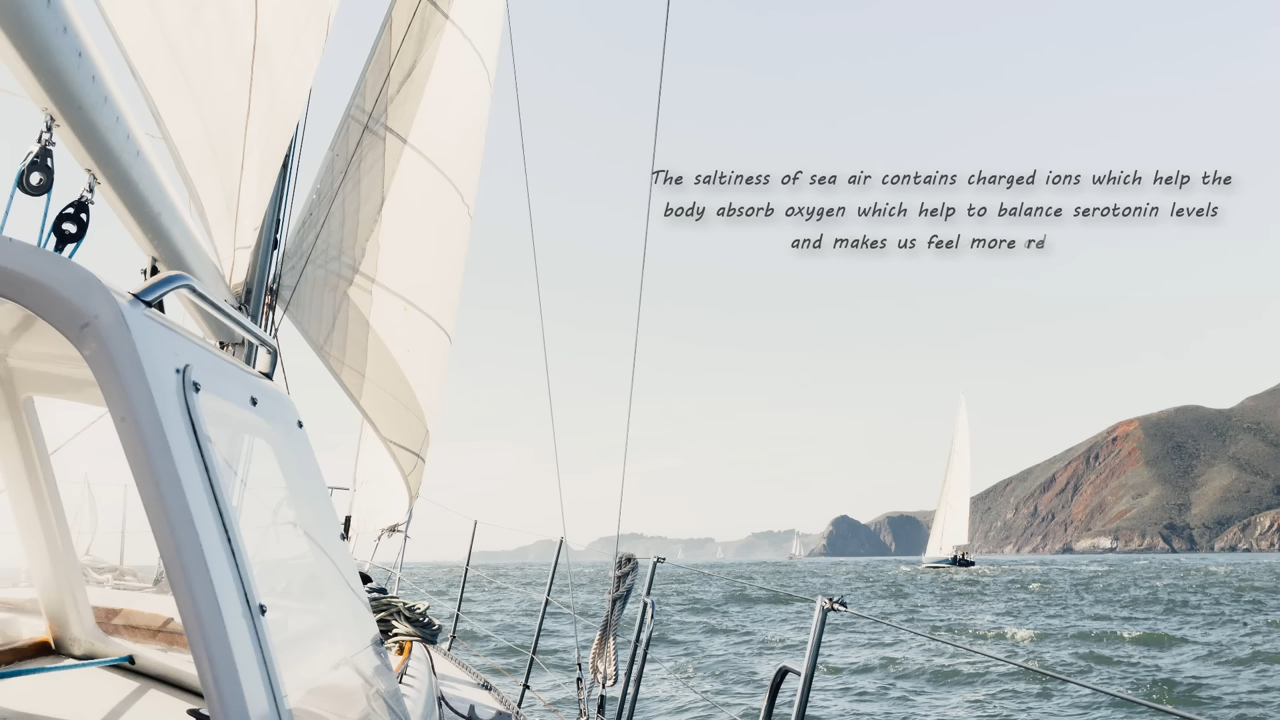 The saltiness of sea air contains charged ions which help the
body absorb oxygen which help to balance serotonin levels
and makes us feel more rd